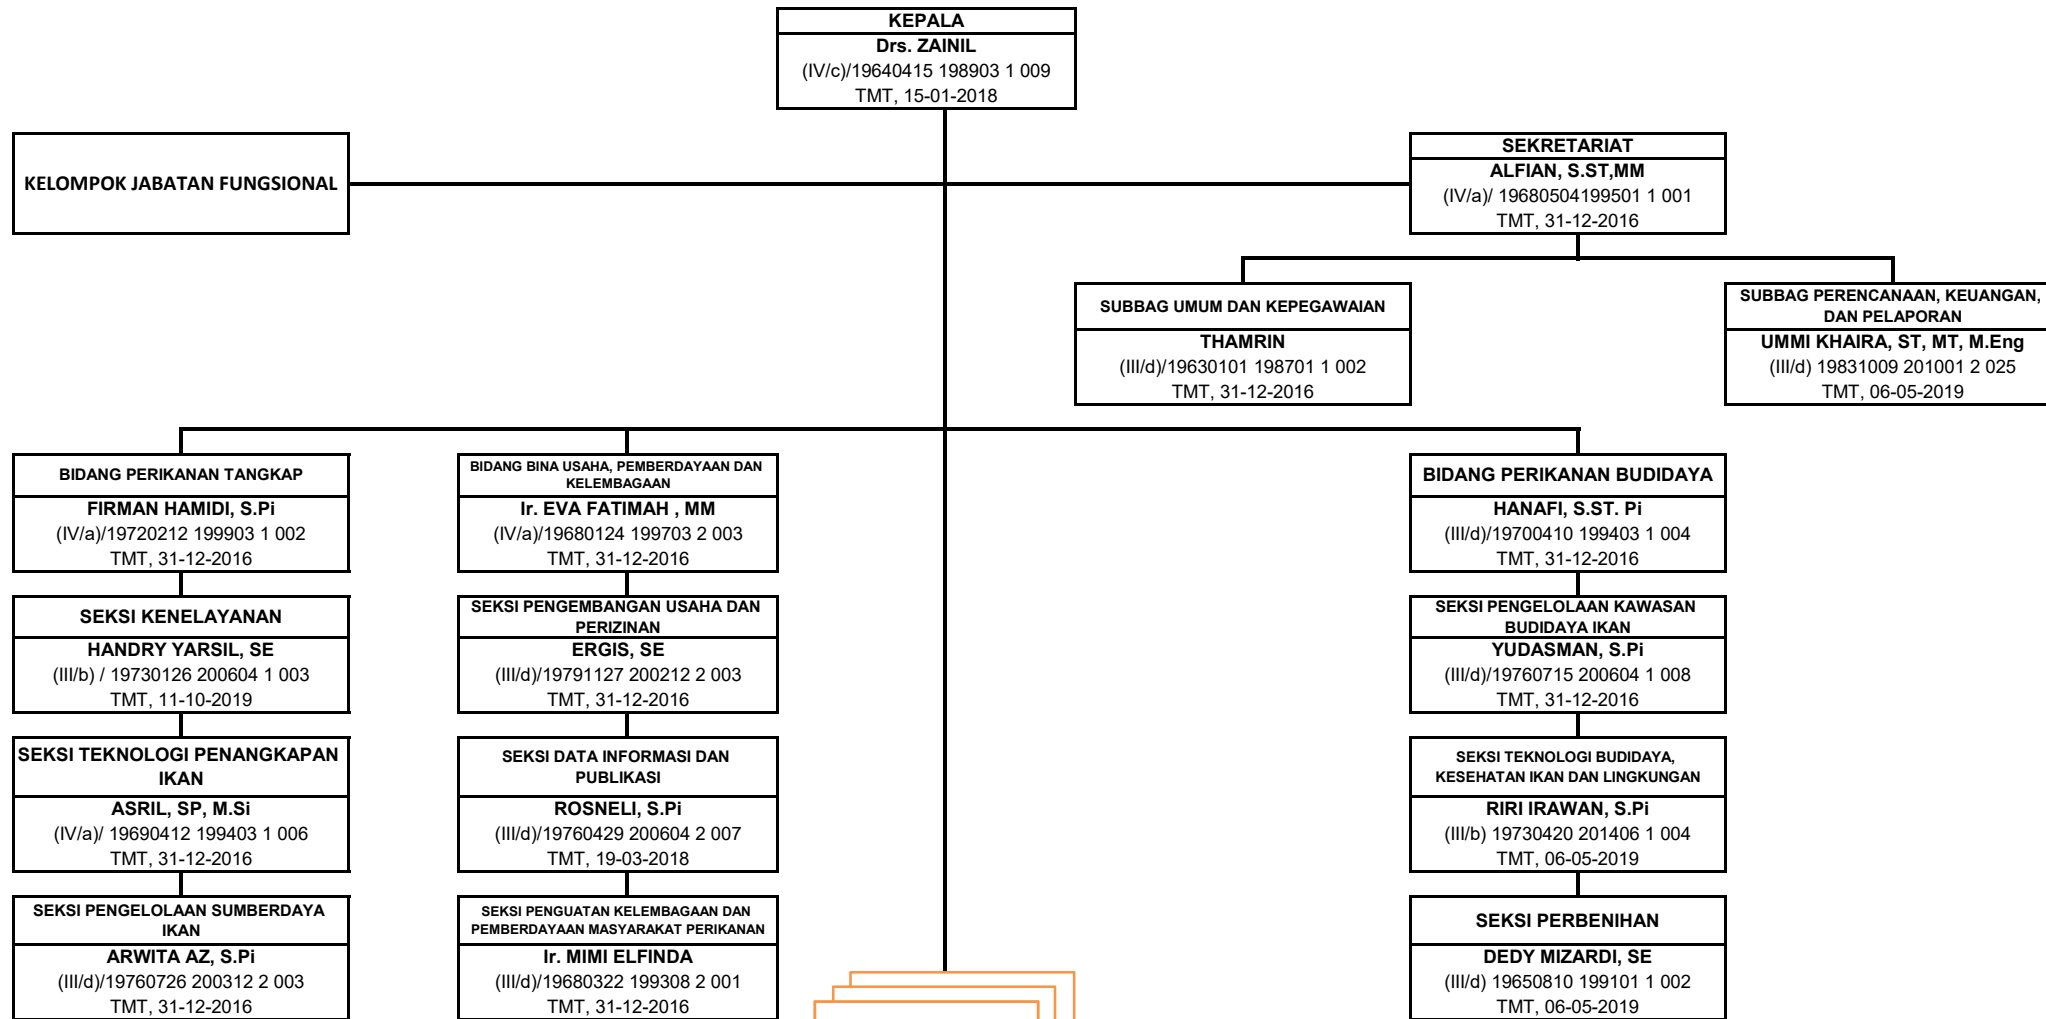 KEPALA
Drs. ZAINIL
(IV/c)/19640415 198903 1 009
TMT, 15-01-2018
KELOMPOK JABATAN FUNGSIONAL
SEKRETARIAT
ALFIAN, S.ST,MM
(IV/a)/ 19680504199501 1 001
TMT, 31-12-2016
SUBBAG UMUM DAN KEPEGAWAIAN
THAMRIN
(III/d)/19630101 198701 1 002
TMT, 31-12-2016
SUBBAG PERENCANAAN, KEUANGAN,
DAN PELAPORAN
UMMI KHAIRA, ST, MT, M.Eng
(III/d) 19831009 201001 2 025
TMT, 06-05-2019
BIDANG PERIKANAN TANGKAP
FIRMAN HAMIDI, S.Pi
(IV/a)/19720212 199903 1 002
TMT, 31-12-2016
SEKSI KENELAYANAN
HANDRY YARSIL, SE
(III/b) / 19730126 200604 1 003
TMT, 11-10-2019
SEKSI TEKNOLOGI PENANGKAPAN
IKAN
ASRIL, SP, M.Si
(IV/a)/ 19690412 199403 1 006
TMT, 31-12-2016
SEKSI PENGELOLAAN SUMBERDAYA
IKAN
ARWITA AZ, S.Pi
(III/d)/19760726 200312 2 003
TMT, 31-12-2016
BIDANG BINA USAHA, PEMBERDAYAAN DAN
KELEMBAGAAN
Ir. EVA FATIMAH , MM
(IV/a)/19680124 199703 2 003
TMT, 31-12-2016
SEKSI PENGEMBANGAN USAHA DAN
PERIZINAN
ERGIS, SE
(III/d)/19791127 200212 2 003
TMT, 31-12-2016
SEKSI DATA INFORMASI DAN
PUBLIKASI
ROSNELI, S.Pi
(III/d)/19760429 200604 2 007
TMT, 19-03-2018
SEKSI PENGUATAN KELEMBAGAAN DAN
PEMBERDAYAAN MASYARAKAT PERIKANAN
Ir. MIMI ELFINDA
(III/d)/19680322 199308 2 001
TMT, 31-12-2016
BIDANG PERIKANAN BUDIDAYA
HANAFI, S.ST. Pi
(III/d)/19700410 199403 1 004
TMT, 31-12-2016
SEKSI PENGELOLAAN KAWASAN
BUDIDAYA IKAN
YUDASMAN, S.Pi
(III/d)/19760715 200604 1 008
TMT, 31-12-2016
SEKSI TEKNOLOGI BUDIDAYA,
KESEHATAN IKAN DAN LINGKUNGAN
RIRI IRAWAN, S.Pi
(III/b) 19730420 201406 1 004
TMT, 06-05-2019
SEKSI PERBENIHAN
DEDY MIZARDI, SE
(III/d) 19650810 199101 1 002
TMT, 06-05-2019